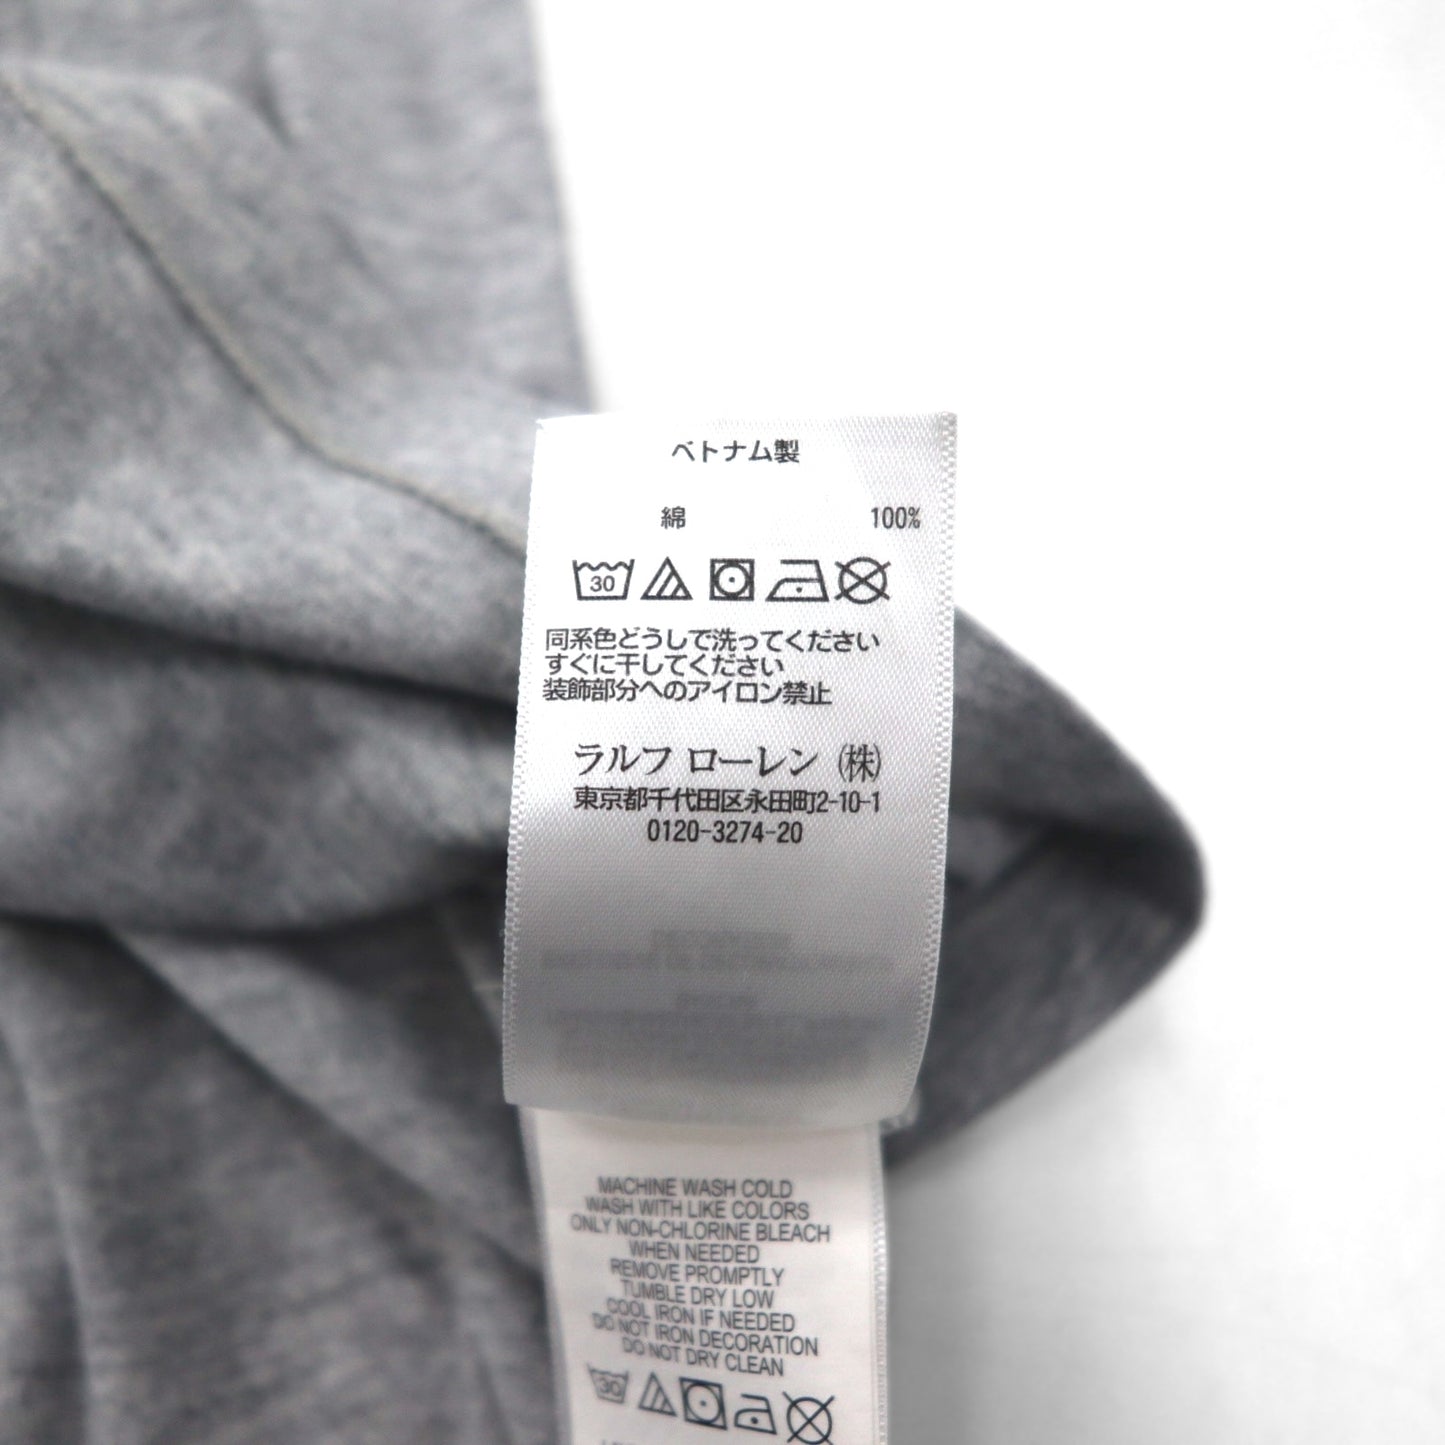 ベトナム製
綿 100%
30
同系色どうしで洗ってください
すぐに干してください
装飾部分へのアイロン禁止
ラルフ ローレン (株)
東京都千代田区永田町2-10-1
0120-3274-20
MACHINE WASH COLD
WASH WITH LIKE COLORS
ONLY NON-CHLORINE BLEACH
WHEN NEEDED
REMOVE PROMPTLY
TUMBLE DRY LOW
COOL IRON IF NEEDED
DO NOT IRON DECORATION
DO NOT DRY CLEAN
30